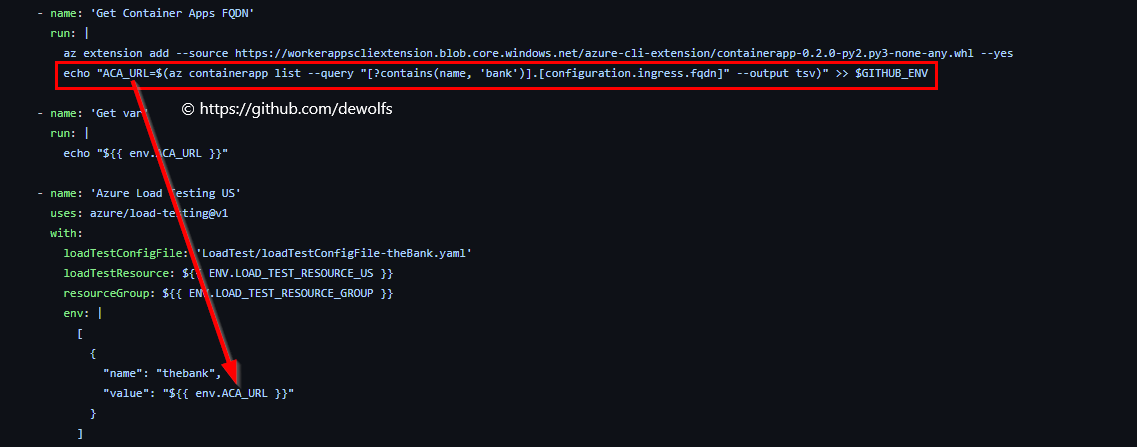 - name: 'Get Container Apps FQDN'
run: |
az extension add --source https://workerappscliextension.blob.core.windows.net/azure-cli-extension/containerapp-0.2.0-py2.py3-none-any.whl --yes
echo "ACA_URL=$(az containerapp list --query "[?contains(name, 'bank')].[configuration.ingress.fqdn]" --output tsv)" >> $GITHUB_ENV
© https://github.com/dewolfs
- name: 'Get var'
run: |
echo "${{ env.ACA_URL }}"
- name: 'Azure Load Testing US'
uses: azure/load-testing@v1
with:
loadTestConfigFile: 'LoadTest/loadTestConfigFile-theBank.yaml'
loadTestResource: ${{ ENV.LOAD_TEST_RESOURCE_US }}
resourceGroup: ${{ ENV.LOAD_TEST_RESOURCE_GROUP }}
env: |
[
{
"name": "thebank",
"value": "${{ env.ACA_URL }}"
}
]